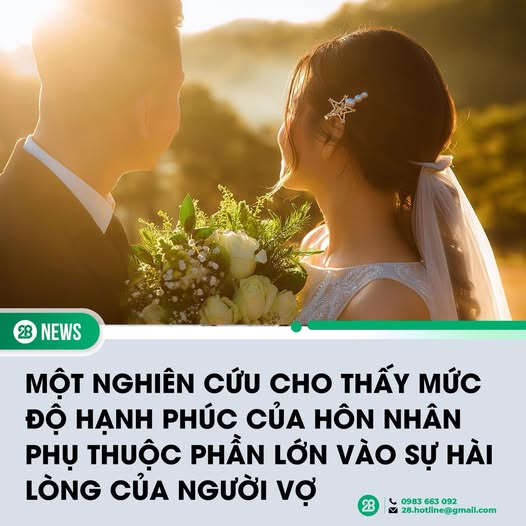 28 NEWS
MỘT NGHIÊN CỨU CHO THẤY MỨC
ĐỘ HẠNH PHÚC CỦA HÔN NHÂN
PHỤ THUỘC PHẦN LỚN VÀO SỰ HÀI
LÒNG CỦA NGƯỜI VỢ
28
0983 663 092
28.hotline@gmail.com